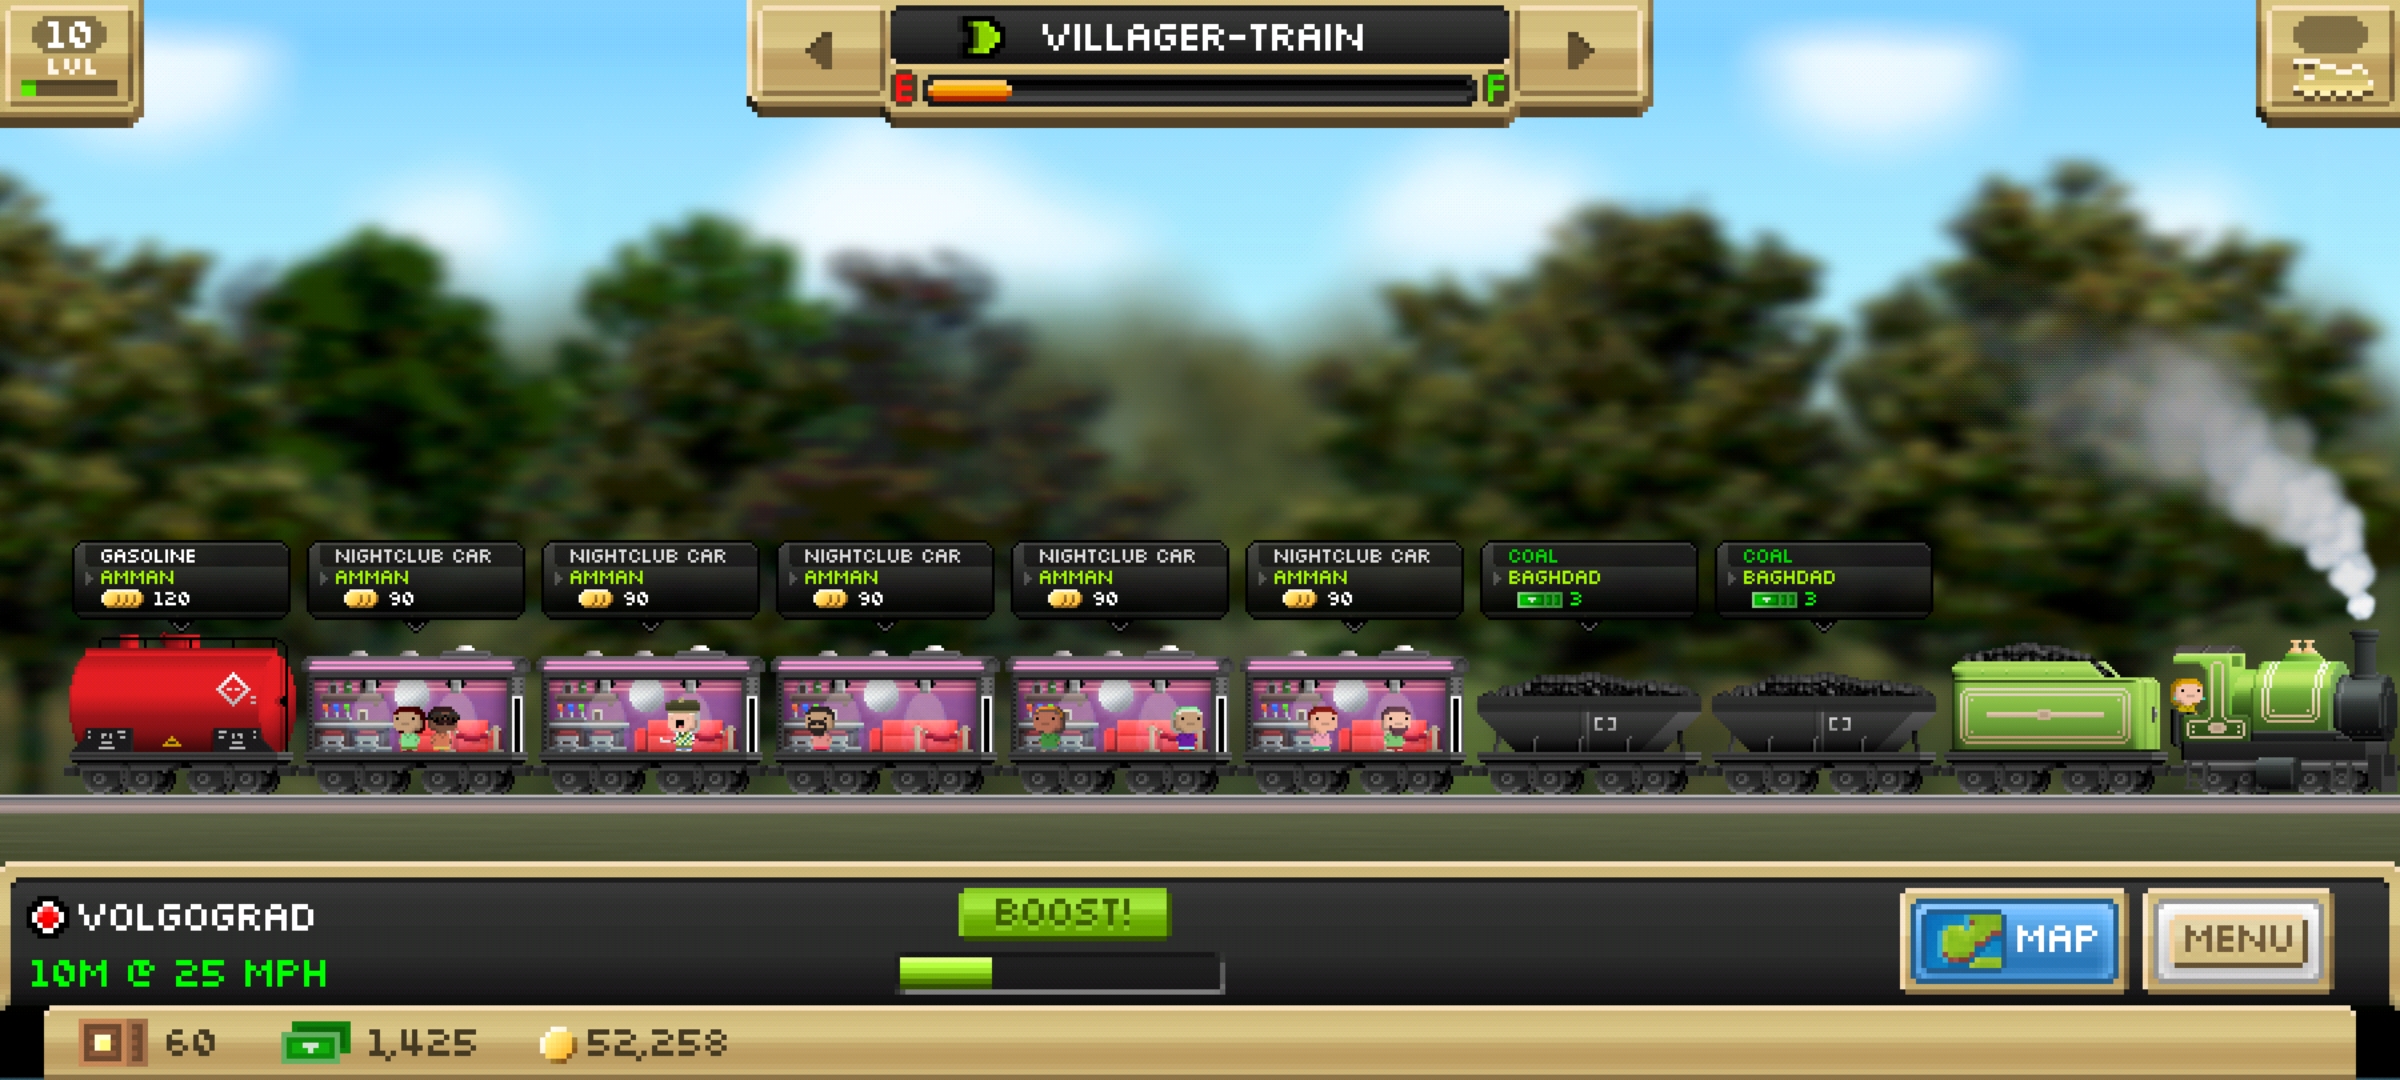 10
LVL
VILLAGER-TRAIN
E F
GASOLINE
AMMAN
120
NIGHTCLUB CAR
AMMAN
90
NIGHTCLUB CAR
AMMAN
90
NIGHTCLUB CAR
AMMAN
90
NIGHTCLUB CAR
AMMAN
90
NIGHTCLUB CAR
AMMAN
90
COAL
BAGHDAD
3
COAL
BAGHDAD
3
VOLGOGRAD
10M @ 25 MPH
BOOST!
MAP
MENU
60
1,425
52,258